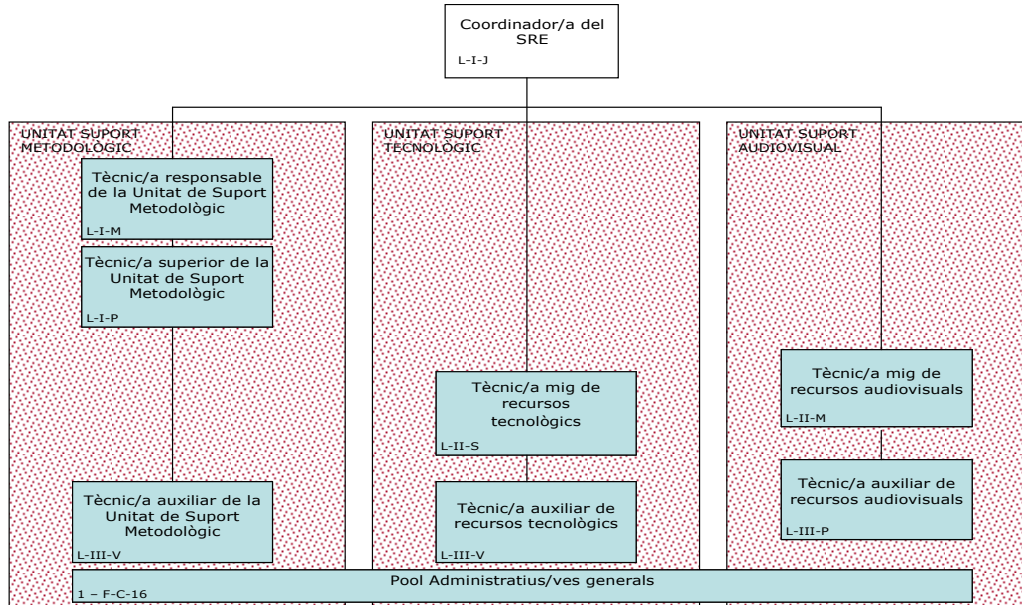 Coordinador/a del
SRE
L-I-J
UNITAT SUPORT
METODOLÒGIC
Tècnic/a responsable
de la Unitat de Suport
Metodològic
L-I-M
Tècnic/a superior de la
Unitat de Suport
Metodològic
L-I-P
Tècnic/a auxiliar de la
Unitat de Suport
Metodològic
L-III-V
UNITAT SUPORT
TECNOLÒGIC
Tècnic/a mig de
recursos
tecnològics
L-II-S
Tècnic/a auxiliar de
recursos tecnològics
L-III-V
UNITAT SUPORT
AUDIOVISUAL
Tècnic/a mig de
recursos audiovisuals
L-II-M
Tècnic/a auxiliar de
recursos audiovisuals
L-III-P
Pool Administratius/ves generals
1 – F-C-16